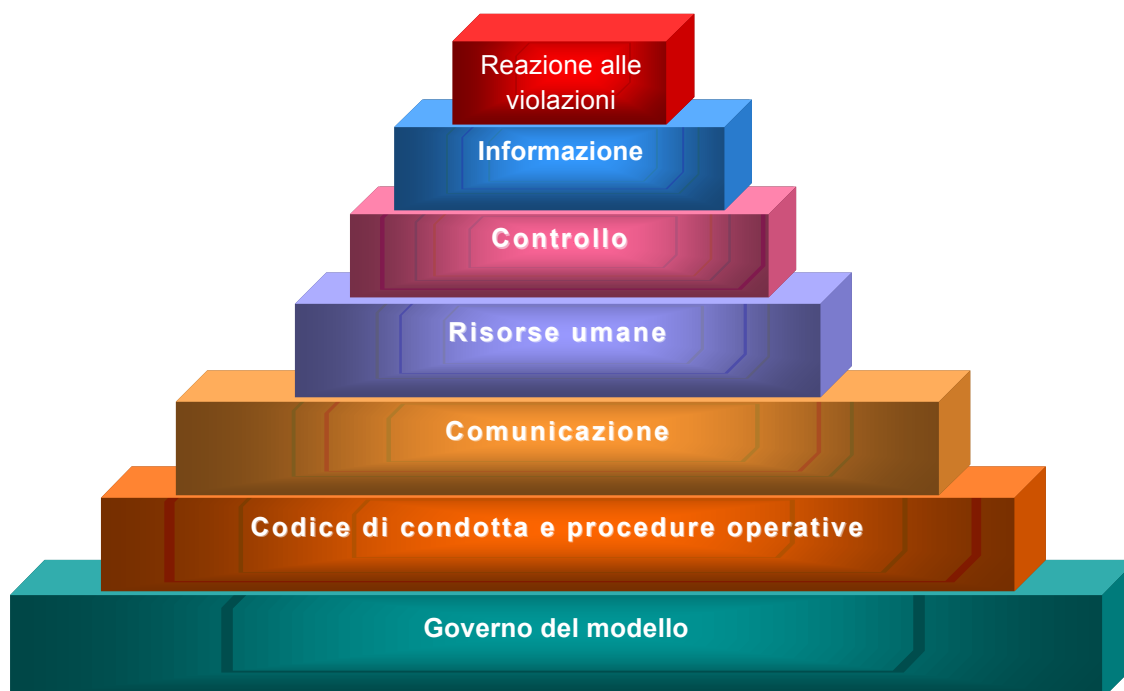 Reazione alle
violazioni
Informazione
Controllo
Risorse umane
Comunicazione
Codice di condotta e procedure operative
Governo del modello